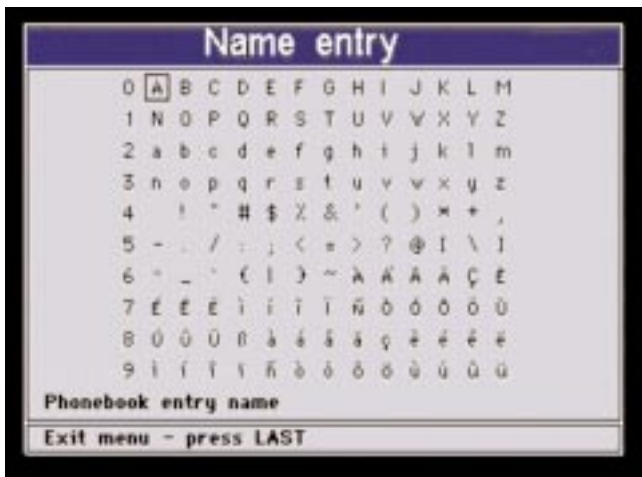 Name entry
0 A B C D E F G H I J K L M
1 N O P Q R S T U V W X Y Z
2 a b c d e f g h i j k l m
3 n o p q r s t u v w x y z
4 ! " # $ % & ' ( ) * + ,
5 - . / : ; < = > ? @ [ \ ]
6 ^ _ ` { | } ~ À Á Â Ä Ç È
7 É Ê Ë Ì Í Î Ï Ñ Ò Ó Ô Ö Ù
8 Ú Û Ü ß à á â ä ç è é ê ë
9 ì í î ï ñ ò ó ô ö ù ú û ü
Phonebook entry name
Exit menu - press LAST